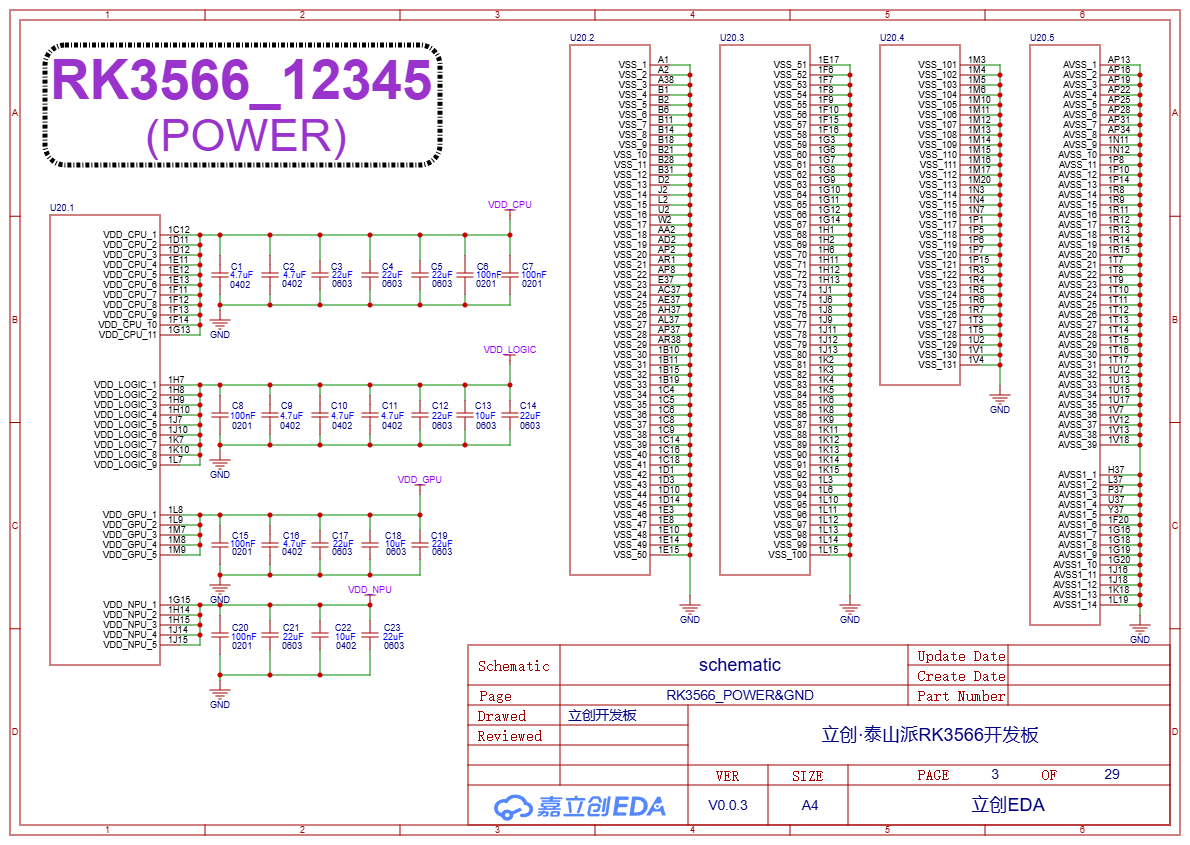 RK3566_12345
(POWER)
U20.1
VDD_CPU_1 1C12
VDD_CPU_2 1D11
VDD_CPU_3 1D12
VDD_CPU_4 1E11
VDD_CPU_5 1E12
VDD_CPU_6 1E13
VDD_CPU_7 1F11
VDD_CPU_8 1F12
VDD_CPU_9 1F13
VDD_CPU_10 1F14
VDD_CPU_11 1G13
VDD_CPU
C1 C2 C3 C4 C5 C6 C7
4.7uF 4.7uF 22uF 22uF 22uF 100nF 100nF
0402 0402 0603 0603 0603 0201 0201
GND
VDD_LOGIC_1 1H7
VDD_LOGIC_2 1H8
VDD_LOGIC_3 1H9
VDD_LOGIC_4 1H10
VDD_LOGIC_5 1J7
VDD_LOGIC_6 1J10
VDD_LOGIC_7 1K7
VDD_LOGIC_8 1K10
VDD_LOGIC_9 1L7
VDD_LOGIC
C8 C9 C10 C11 C12 C13 C14
100nF 4.7uF 4.7uF 4.7uF 22uF 10uF 22uF
0201 0402 0402 0402 0603 0603 0603
GND
VDD_GPU_1 1L8
VDD_GPU_2 1L9
VDD_GPU_3 1M7
VDD_GPU_4 1M8
VDD_GPU_5 1M9
VDD_GPU
C15 C16 C17 C18 C19
100nF 4.7uF 22uF 10uF 22uF
0201 0402 0603 0603 0603
GND
VDD_NPU_1 1G15
VDD_NPU_2 1H14
VDD_NPU_3 1H15
VDD_NPU_4 1J14
VDD_NPU_5 1J15
VDD_NPU
C20 C21 C22 C23
100nF 22uF 10uF 22uF
0201 0603 0402 0603
GND
U20.2
VSS_1 A1
VSS_2 A2
VSS_3 A38
VSS_4 B1
VSS_5 B2
VSS_6 B6
VSS_7 B11
VSS_8 B14
VSS_9 B18
VSS_10 B21
VSS_11 B28
VSS_12 B31
VSS_13 D2
VSS_14 J2
VSS_15 L2
VSS_16 U2
VSS_17 W2
VSS_18 AA2
VSS_19 AD2
VSS_20 AP2
VSS_21 AR1
VSS_22 AP8
VSS_23 E37
VSS_24 AC37
VSS_25 AE37
VSS_26 AH37
VSS_27 AL37
VSS_28 AP37
VSS_29 AR38
VSS_30 1B10
VSS_31 1B11
VSS_32 1B15
VSS_33 1B19
VSS_34 1C4
VSS_35 1C5
VSS_36 1C6
VSS_37 1C8
VSS_38 1C9
VSS_39 1C14
VSS_40 1C16
VSS_41 1C18
VSS_42 1D1
VSS_43 1D3
VSS_44 1D10
VSS_45 1D14
VSS_46 1E3
VSS_47 1E8
VSS_48 1E10
VSS_49 1E14
VSS_50 1E15
GND
U20.3
VSS_51 1E17
VSS_52 1F6
VSS_53 1F7
VSS_54 1F8
VSS_55 1F9
VSS_56 1F10
VSS_57 1F15
VSS_58 1F16
VSS_59 1G3
VSS_60 1G6
VSS_61 1G7
VSS_62 1G8
VSS_63 1G9
VSS_64 1G10
VSS_65 1G11
VSS_66 1G12
VSS_67 1G14
VSS_68 1H1
VSS_69 1H2
VSS_70 1H6
VSS_71 1H11
VSS_72 1H12
VSS_73 1H13
VSS_74 1J1
VSS_75 1J6
VSS_76 1J8
VSS_77 1J9
VSS_78 1J11
VSS_79 1J12
VSS_80 1J13
VSS_81 1K2
VSS_82 1K3
VSS_83 1K4
VSS_84 1K5
VSS_85 1K6
VSS_86 1K8
VSS_87 1K9
VSS_88 1K11
VSS_89 1K12
VSS_90 1K13
VSS_91 1K14
VSS_92 1K15
VSS_93 1L3
VSS_94 1L6
VSS_95 1L10
VSS_96 1L11
VSS_97 1L12
VSS_98 1L13
VSS_99 1L14
VSS_100 1L15
GND
U20.4
VSS_101 1M3
VSS_102 1M4
VSS_103 1M5
VSS_104 1M6
VSS_105 1M10
VSS_106 1M11
VSS_107 1M12
VSS_108 1M13
VSS_109 1M14
VSS_110 1M15
VSS_111 1M16
VSS_112 1M17
VSS_113 1M20
VSS_114 1N3
VSS_115 1N4
VSS_116 1N7
VSS_117 1P1
VSS_118 1P5
VSS_119 1P6
VSS_120 1P7
VSS_121 1P15
VSS_122 1R3
VSS_123 1R4
VSS_124 1R5
VSS_125 1R6
VSS_126 1R7
VSS_127 1T3
VSS_128 1T5
VSS_129 1U2
VSS_130 1V1
VSS_131 1V4
GND
U20.5
AVSS_1 AP13
AVSS_2 AP16
AVSS_3 AP19
AVSS_4 AP22
AVSS_5 AP25
AVSS_6 AP28
AVSS_7 AP31
AVSS_8 AP34
AVSS_9 1N11
AVSS_10 1N12
AVSS_11 1P8
AVSS_12 1P10
AVSS_13 1P14
AVSS_14 1R8
AVSS_15 1R9
AVSS_16 1R11
AVSS_17 1R12
AVSS_18 1R13
AVSS_19 1R14
AVSS_20 1R15
AVSS_21 1T7
AVSS_22 1T8
AVSS_23 1T9
AVSS_24 1T10
AVSS_25 1T11
AVSS_26 1T12
AVSS_27 1T13
AVSS_28 1T14
AVSS_29 1T15
AVSS_30 1T16
AVSS_31 1T17
AVSS_32 1U12
AVSS_33 1U13
AVSS_34 1U15
AVSS_35 1U17
AVSS_36 1V7
AVSS_37 1V12
AVSS_38 1V13
AVSS_39 1V18
AVSS1_1 H37
AVSS1_2 L37
AVSS1_3 P37
AVSS1_4 U37
AVSS1_5 Y37
AVSS1_6 1F20
AVSS1_7 1G16
AVSS1_8 1G18
AVSS1_9 1G19
AVSS1_10 1G20
AVSS1_11 1J16
AVSS1_12 1J18
AVSS1_13 1K18
AVSS1_14 1L19
GND
Schematic schematic Update Date
Create Date
Page RK3566_POWER&GND Part Number
Drawed 立创开发板
Reviewed
立创·泰山派RK3566开发板
VER SIZE PAGE 3 OF 29
嘉立创EDA V0.0.3 A4 立创EDA
1 2 3 4 5 6
1 2 3 4 5 6
A B C D
A B C D